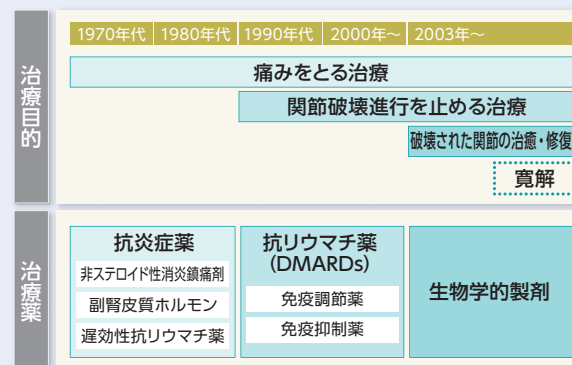 1970年代 1980年代 1990年代 2000年～ 2003年～
治療目的
痛みをとる治療
関節破壊進行を止める治療
破壊された関節の治癒・修復
寛解
治療薬
抗炎症薬
非ステロイド性消炎鎮痛剤
副腎皮質ホルモン
遅効性抗リウマチ薬
抗リウマチ薬
(DMARDs)
免疫調節薬
免疫抑制薬
生物学的製剤